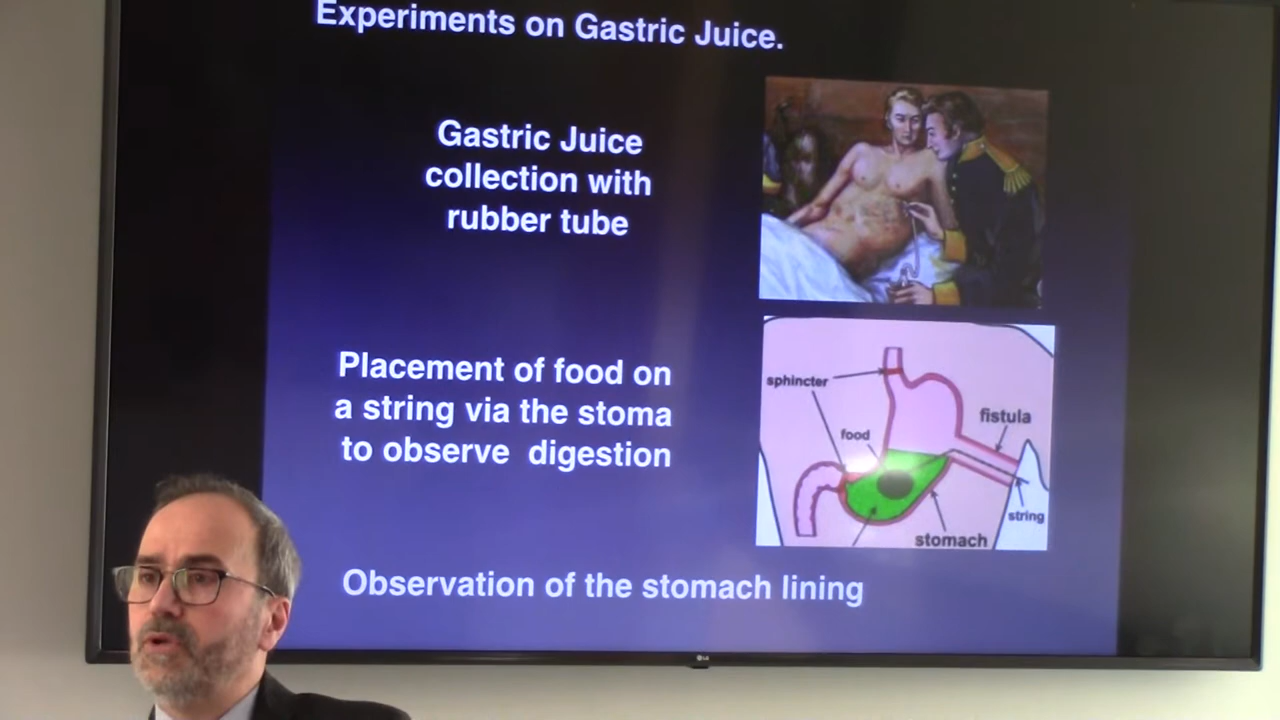 Experiments on Gastric Juice.
Gastric Juice
collection with
rubber tube
Placement of food on
a string via the stoma
to observe digestion
sphincter
food
fistula
string
stomach
Observation of the stomach lining
LG